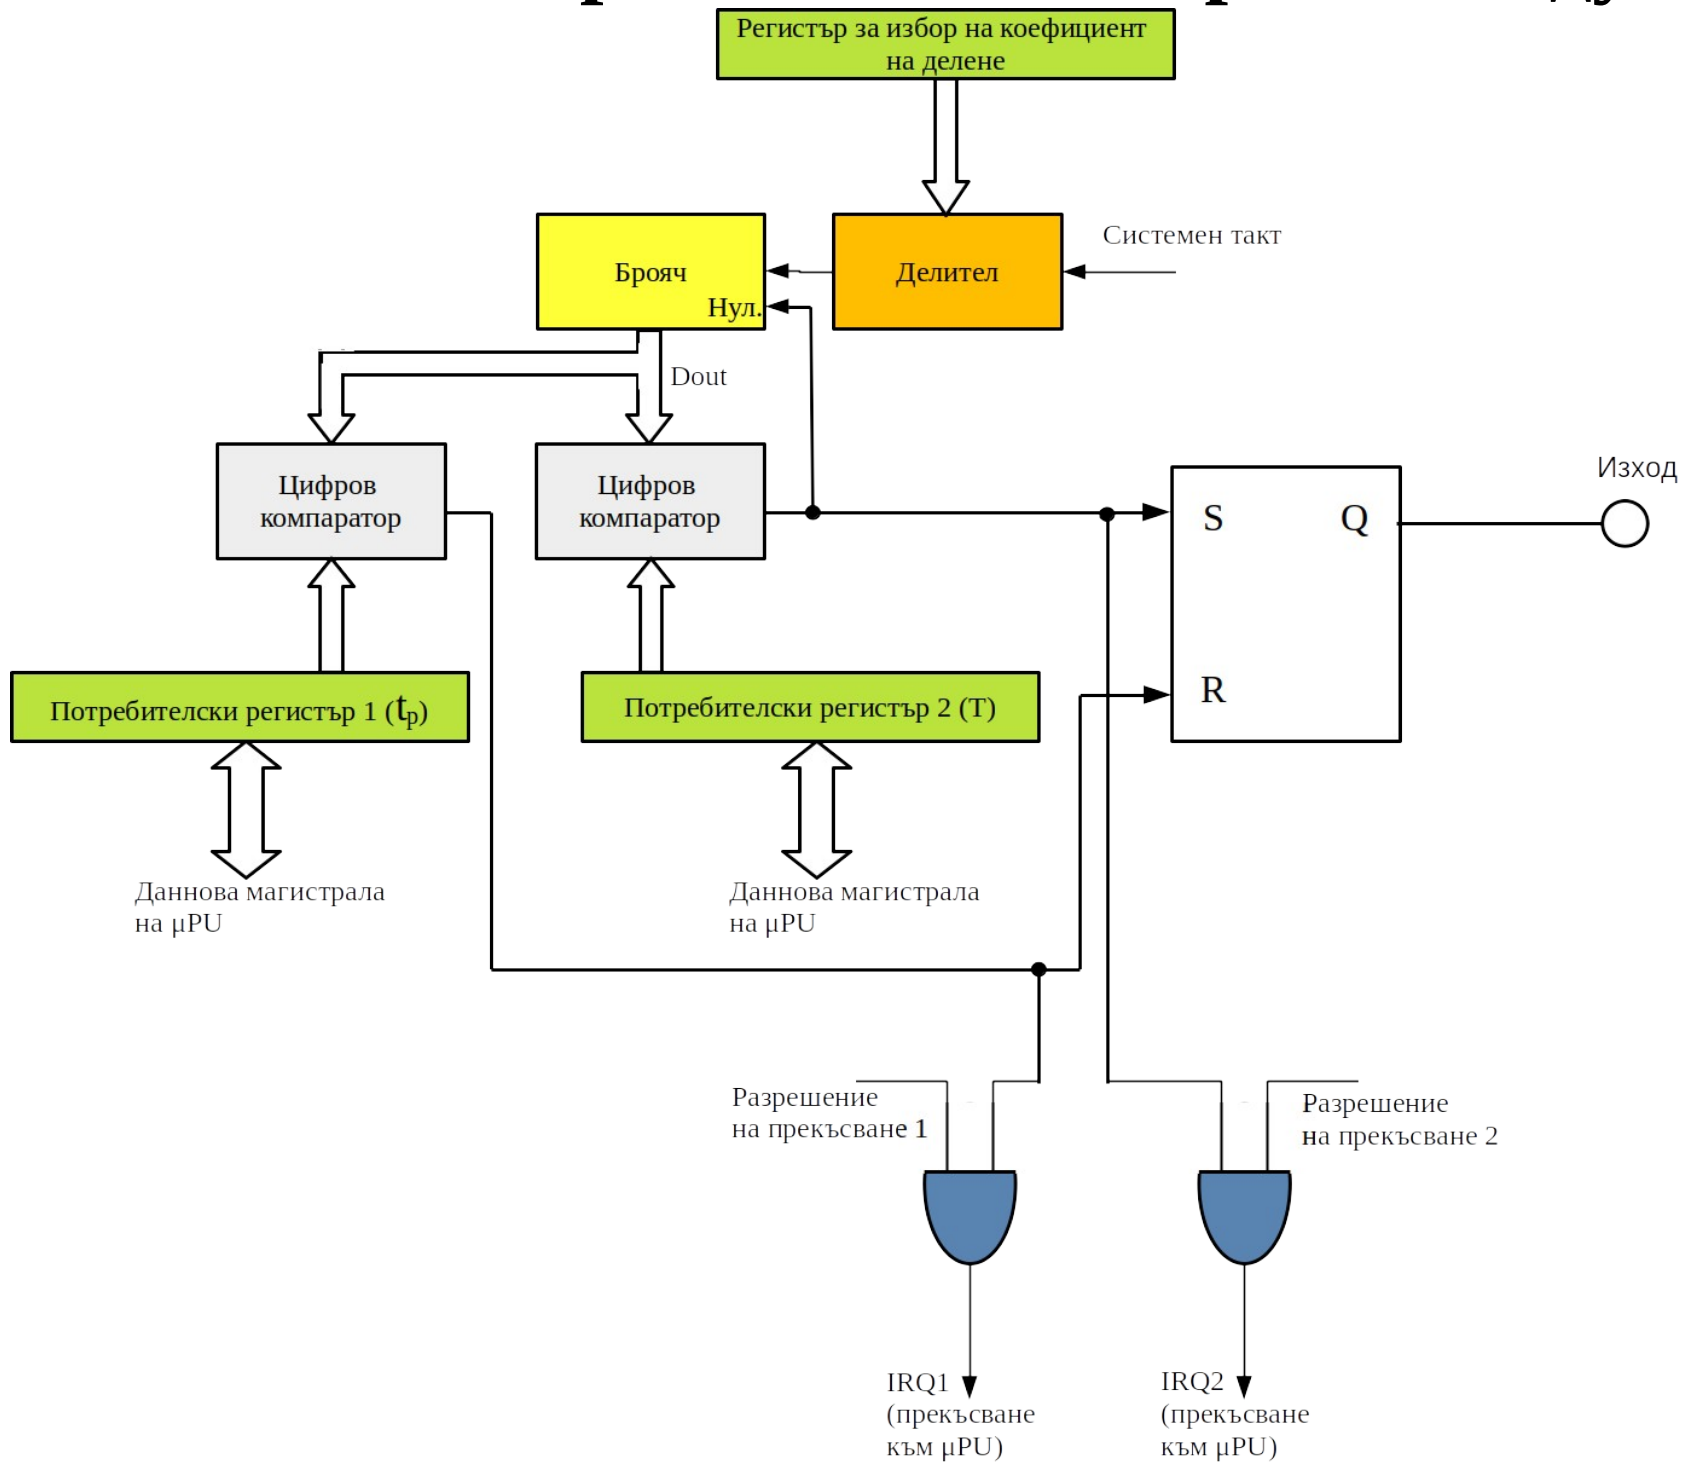 Регистър за избор на коефициент
на делене
Системен такт
Брояч
Нул.
Делител
Dout
Цифров
компаратор
Цифров
компаратор
S
Q
R
Изход
Потребителски регистър 1 (tp)
Потребителски регистър 2 (T)
Даннова магистрала
на μPU
Даннова магистрала
на μPU
Разрешение
на прекъсване 1
Разрешение
на прекъсване 2
IRQ1
(прекъсване
към μPU)
IRQ2
(прекъсване
към μPU)